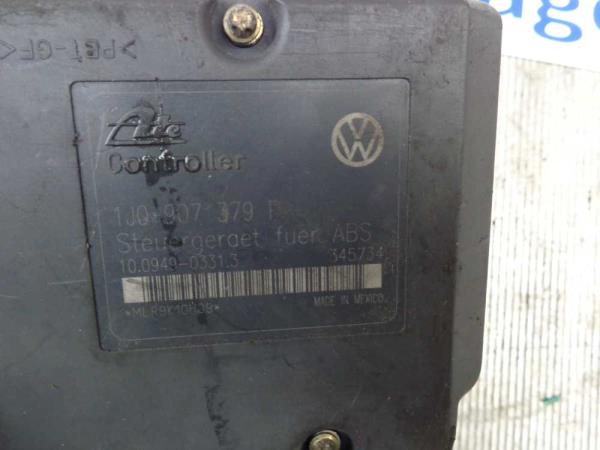 >PBT-GF<
Ate
Controller
1J0 907 379 P
Steuergeraet fuer ABS
10.0949-0331.3 345734
MADE IN MEXICO